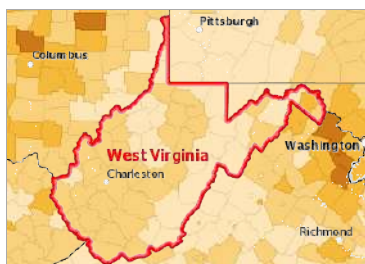 Pittsburgh
Columbus
West Virginia
Charleston
Washington
Richmond